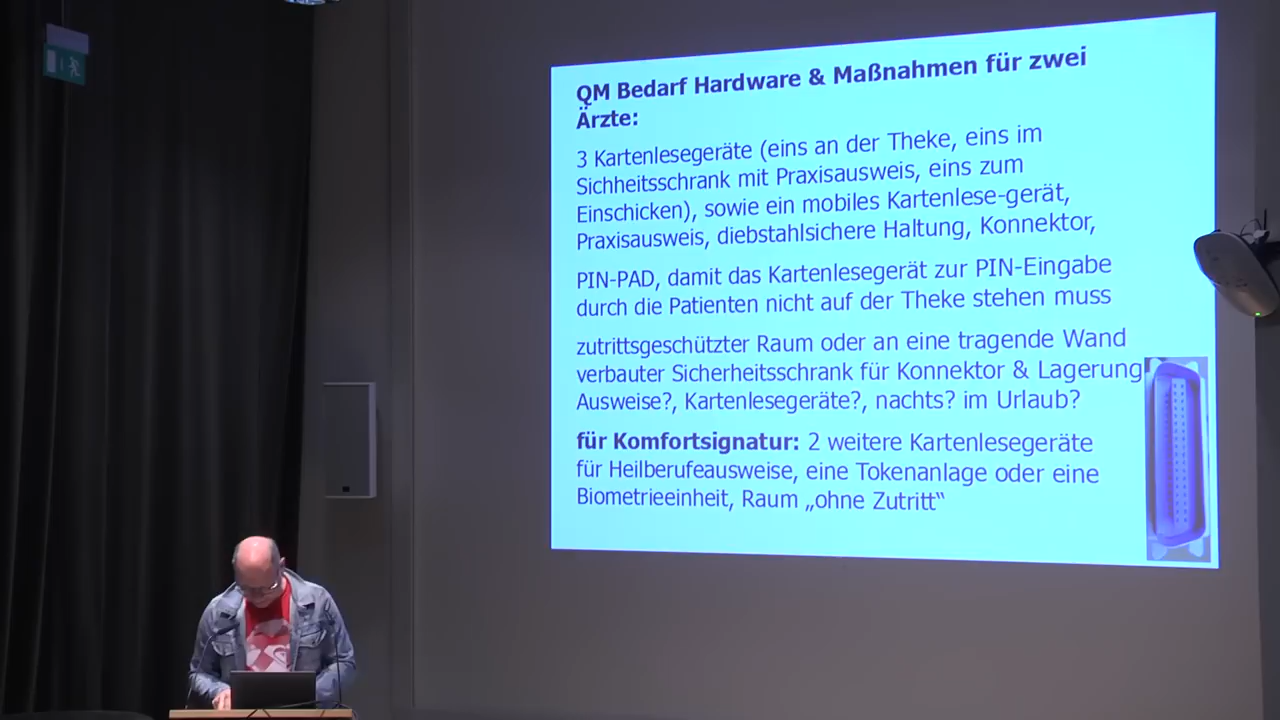 QM Bedarf Hardware & Maßnahmen für zwei
Ärzte:
3 Kartenlesegeräte (eins an der Theke, eins im
Sichheitsschrank mit Praxisausweis, eins zum
Einschicken), sowie ein mobiles Kartenlese-gerät,
Praxisausweis, diebstahlsichere Haltung, Konnektor,
PIN-PAD, damit das Kartenlesegerät zur PIN-Eingabe
durch die Patienten nicht auf der Theke stehen muss
zutrittsgeschützter Raum oder an eine tragende Wand
verbauter Sicherheitsschrank für Konnektor & Lagerung
Ausweise?, Kartenlesegeräte?, nachts? im Urlaub?
für Komfortsignatur: 2 weitere Kartenlesegeräte
für Heilberufeausweise, eine Tokenanlage oder eine
Biometrieeinheit, Raum „ohne Zutritt“